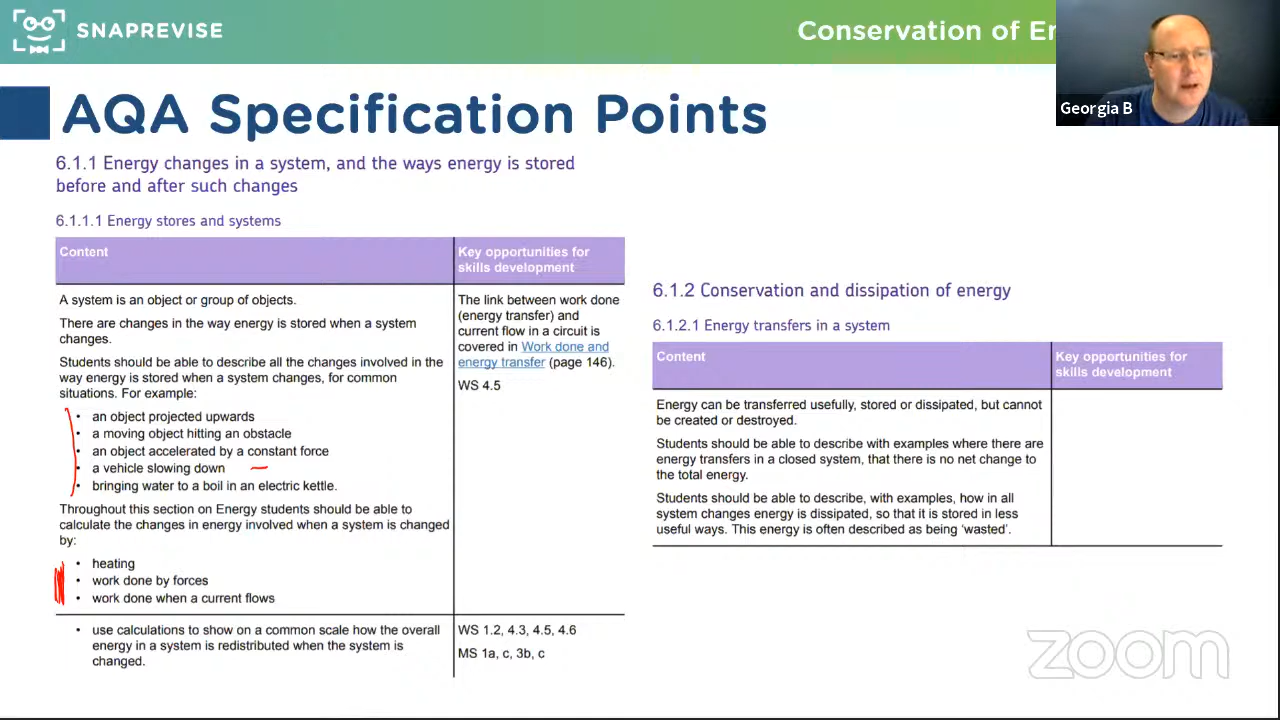 SNAPREVISE
Conservation of
Georgia B
AQA Specification Points
6.1.1 Energy changes in a system, and the ways energy is stored
before and after such changes
6.1.1.1 Energy stores and systems
Content
Key opportunities for
skills development
A system is an object or group of objects.
There are changes in the way energy is stored when a system
changes.
Students should be able to describe all the changes involved in the
way energy is stored when a system changes, for common
situations. For example:
• an object projected upwards
• a moving object hitting an obstacle
• an object accelerated by a constant force
• a vehicle slowing down
• bringing water to a boil in an electric kettle.
Throughout this section on Energy students should be able to
calculate the changes in energy involved when a system is changed
by:
• heating
• work done by forces
• work done when a current flows
The link between work done
(energy transfer) and
current flow in a circuit is
covered in Work done and
energy transfer (page 146).
WS 4.5
• use calculations to show on a common scale how the overall
energy in a system is redistributed when the system is
changed.
WS 1.2, 4.3, 4.5, 4.6
MS 1a, c, 3b, c
6.1.2 Conservation and dissipation of energy
6.1.2.1 Energy transfers in a system
Content
Key opportunities for
skills development
Energy can be transferred usefully, stored or dissipated, but cannot
be created or destroyed.
Students should be able to describe with examples where there are
energy transfers in a closed system, that there is no net change to
the total energy.
Students should be able to describe, with examples, how in all
system changes energy is dissipated, so that it is stored in less
useful ways. This energy is often described as being ‘wasted’.
zoom